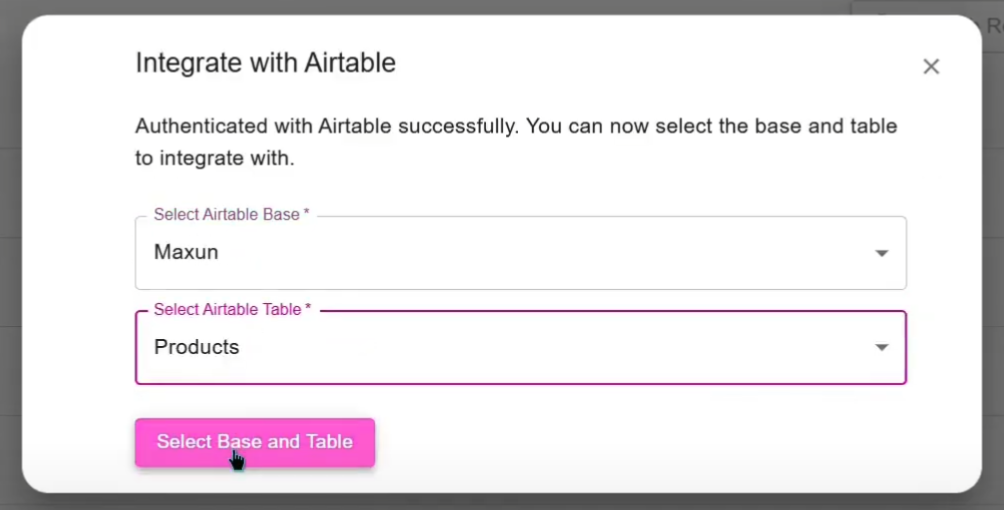 Integrate with Airtable
Authenticated with Airtable successfully. You can now select the base and table
to integrate with.
Select Airtable Base *
Maxun
Select Airtable Table *
Products
Select Base and Table